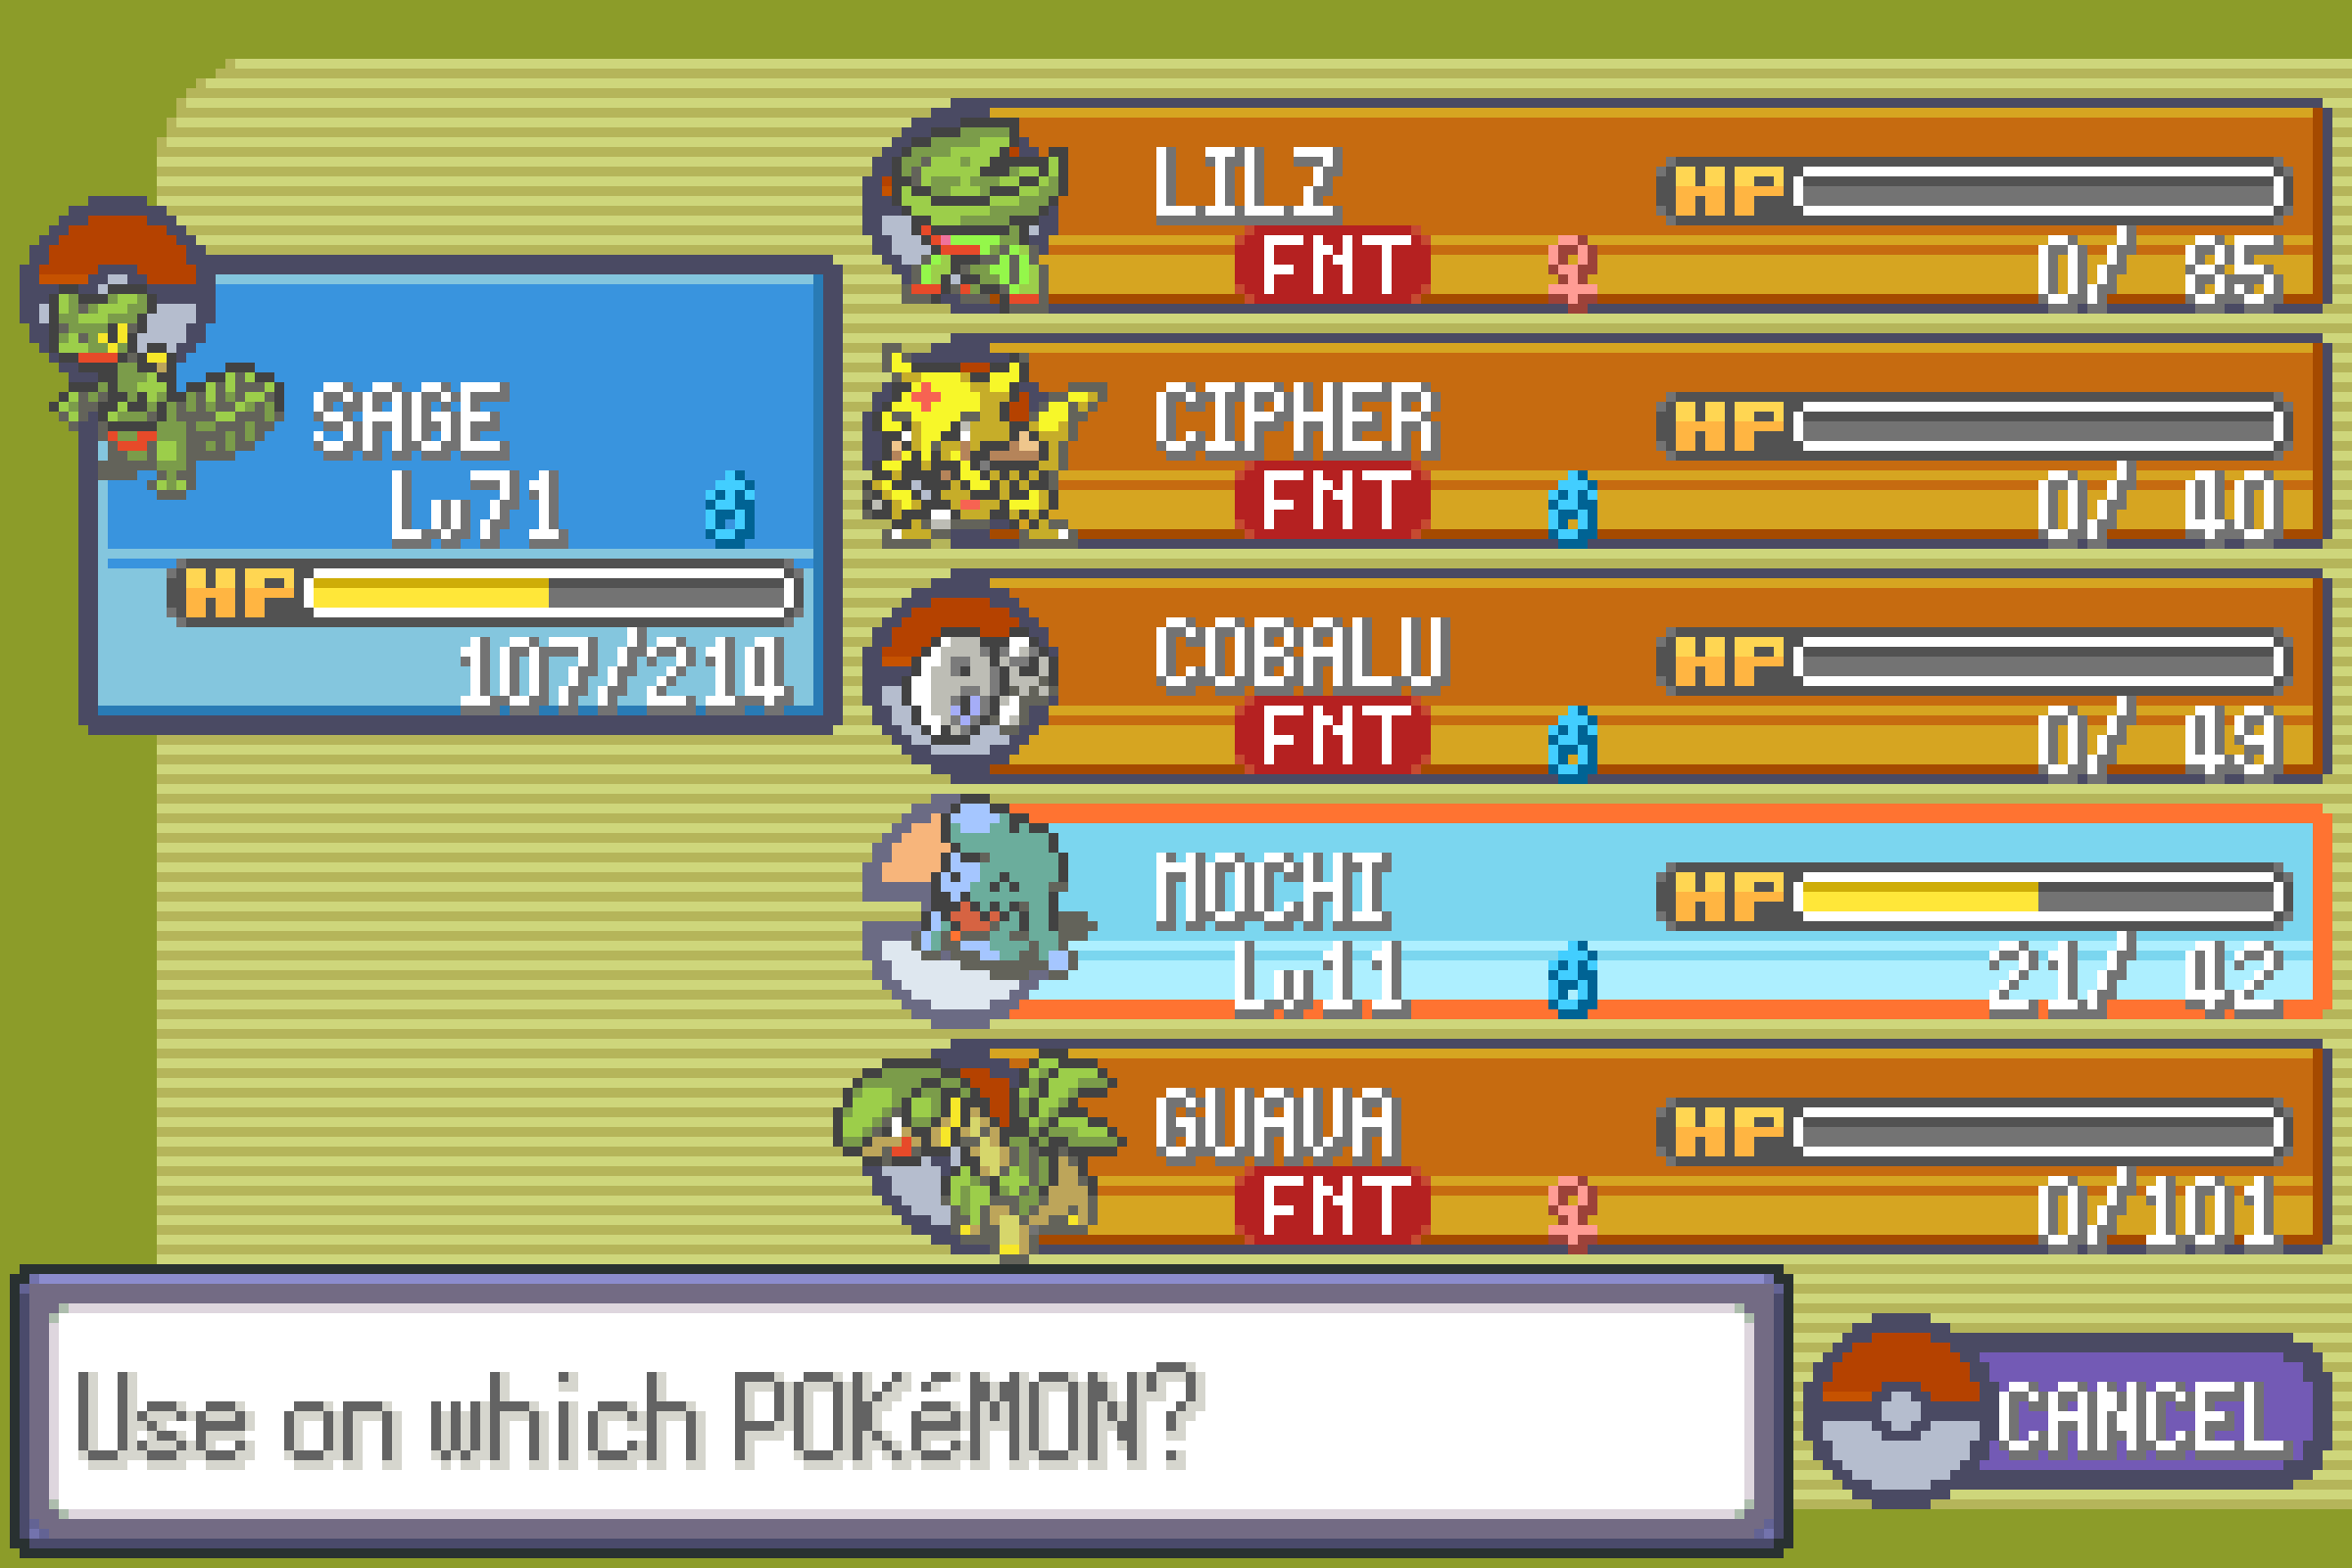 SAGE
Lv71 ♂
HP
107/214
LILZ
HP
FNT ♀ 0/ 85
CIPHER
HP
FNT ♂ 0/ 40
COBALU
HP
FNT ♂ 0/ 49
MOCHI
HP
Lv11 ♂ 21/ 42
GUAVA
HP
FNT ♀ 0/101
Use on which POKéMON?
CANCEL